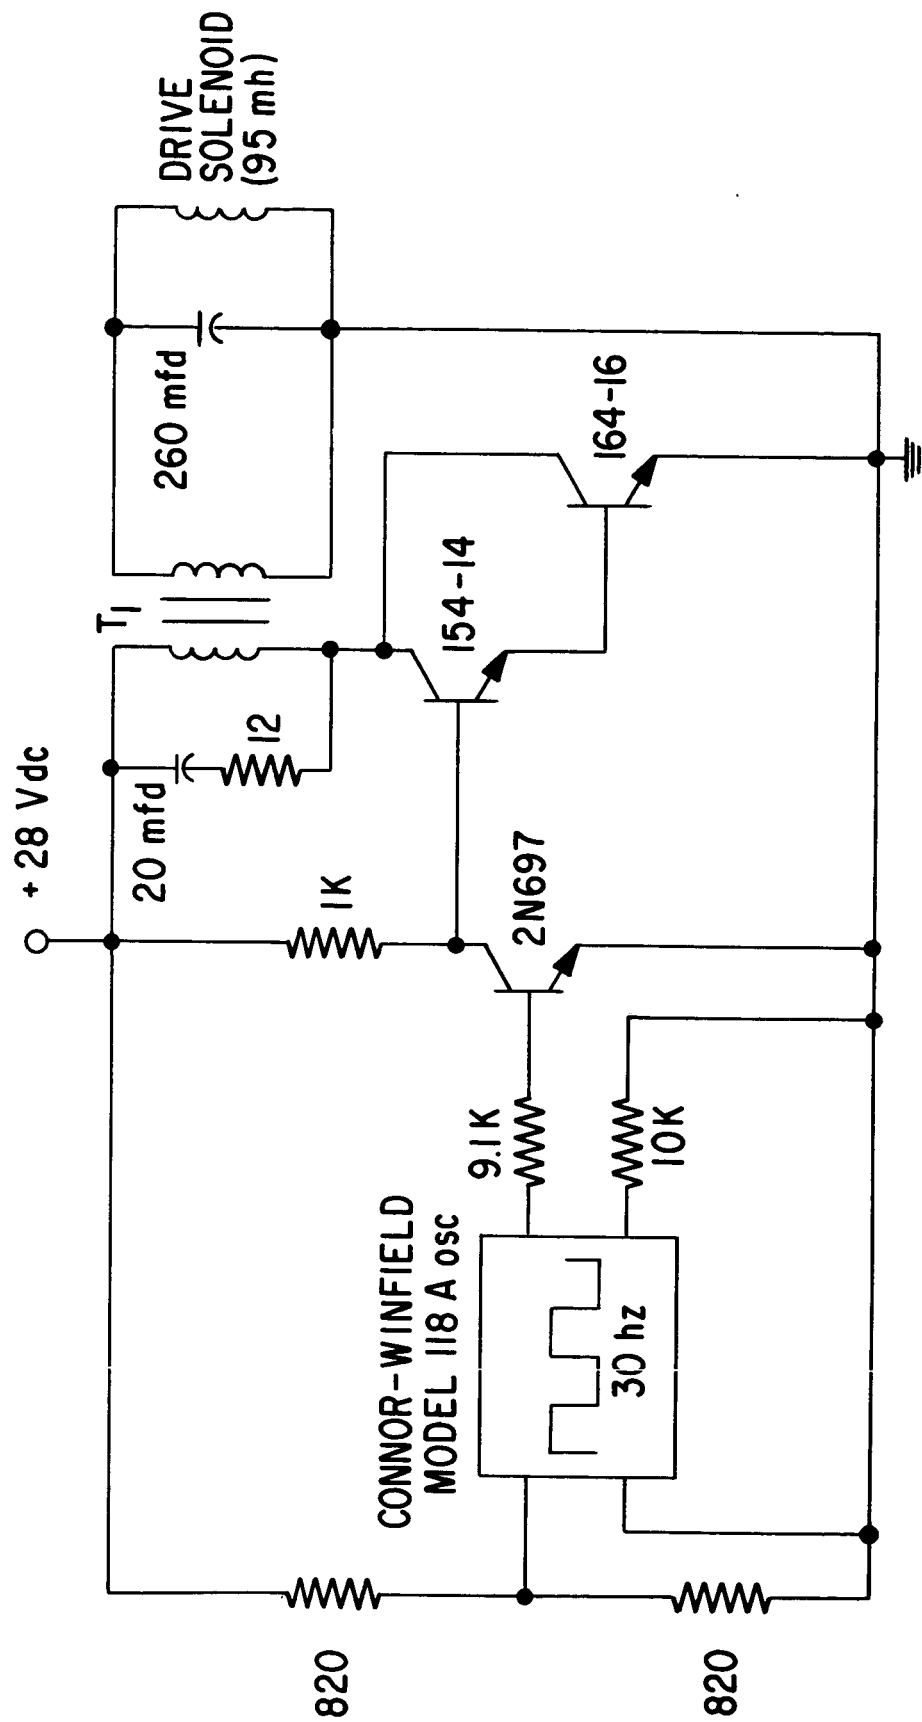 + 28 Vdc
T1
DRIVE
SOLENOID
(95 mh)
20 mfd
12
260 mfd
1K
820
CONNOR-WINFIELD
MODEL 118 A osc
9.1K
2N697
154-14
164-16
30 hz
10K
820